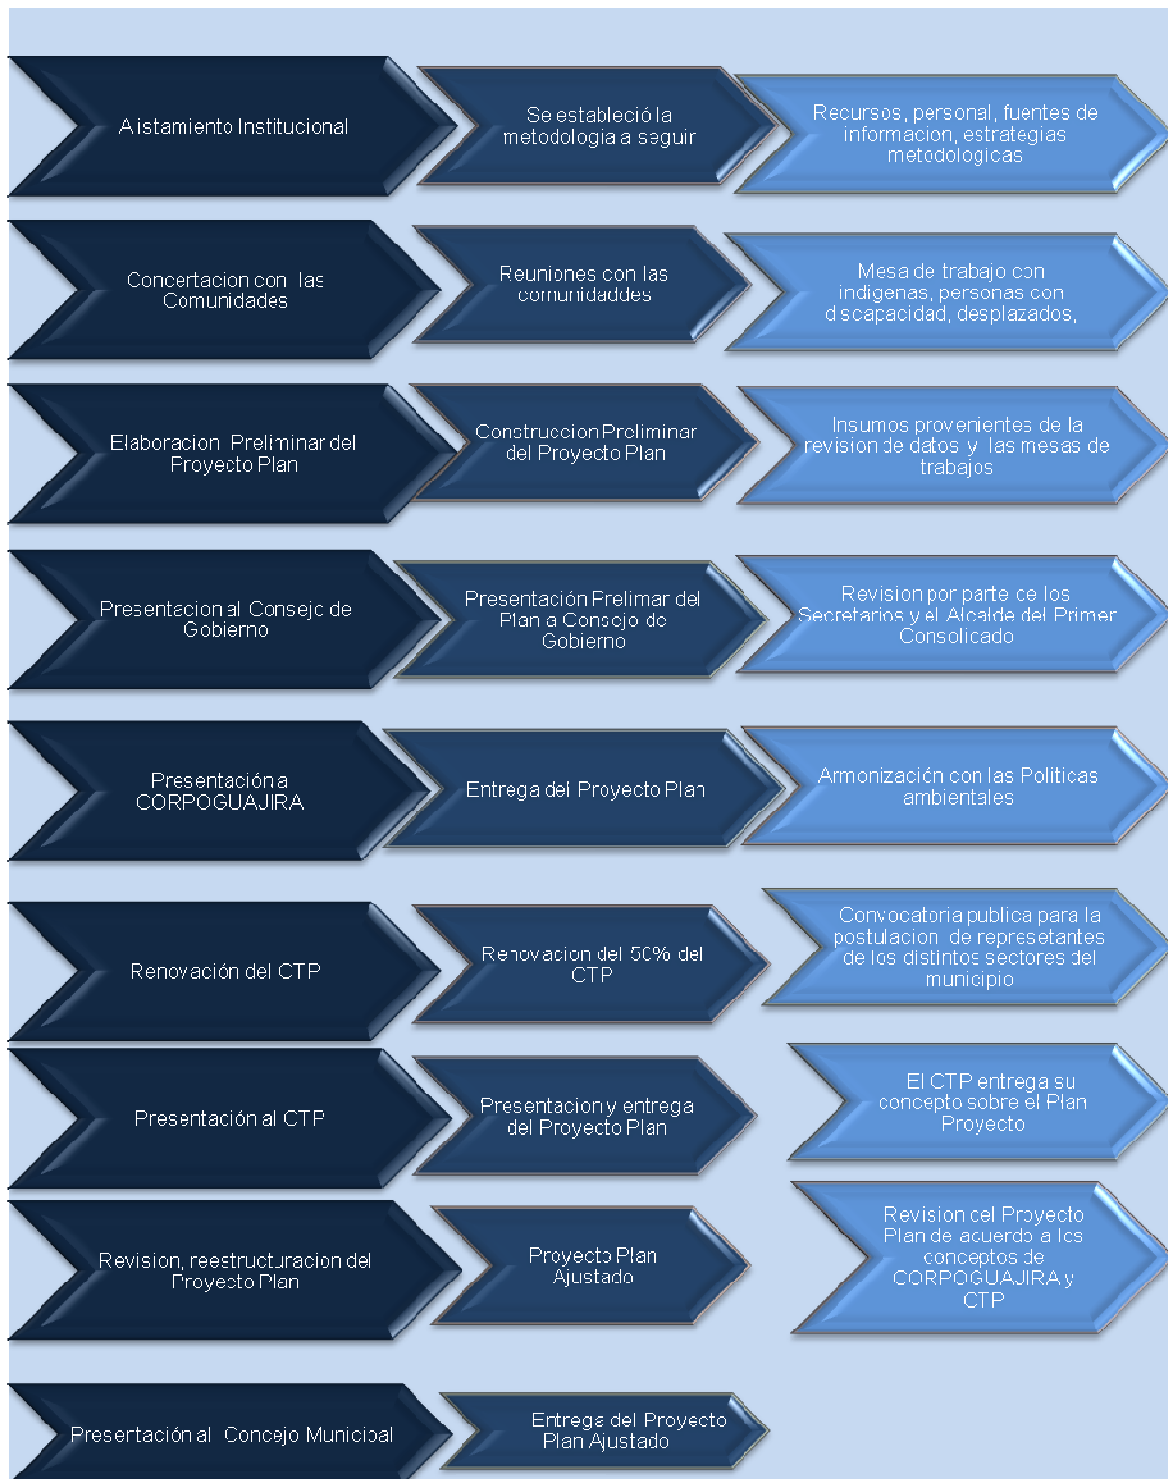 Alistamiento Institucional
Se estableció la
metodología a seguir
Recursos, personal, fuentes de
informacion, estrategias
metodologicas
Concertacion con las
Comunidades
Reuniones con las
comunidaddes
Mesa de trabajo con
indigenas, personas con
discapacidad, desplazados,
Elaboracion Preliminar del
Proyecto Plan
Construccion Preliminar
del Proyecto Plan
Insumos provenientes de la
revision de datos y las mesas de
trabajos
Presentacion al Consejo de
Gobierno
Presentación Prelimar del
Plan a Consejo de
Gobierno
Revision por parte de los
Secretarios y el Alcalde del Primer
Consolidado
Presentación a
CORPOGUAJIRA
Entrega del Proyecto Plan
Armonización con las Politicas
ambientales
Renovación del CTP
Renovacion del 50% del
CTP
Convocatoria publica para la
postulacion de represetantes
de los distintos sectores del
municipio
Presentación al CTP
Presentacion y entrega
del Proyecto Plan
El CTP entrega su
concepto sobre el Plan
Proyecto
Revision, reestructuracion del
Proyecto Plan
Proyecto Plan
Ajustado
Revision del Proyecto
Plan de acuerdo a los
conceptos de
CORPOGUAJIRA y
CTP
Presentación al Concejo Municipal
Entrega del Proyecto
Plan Ajustado